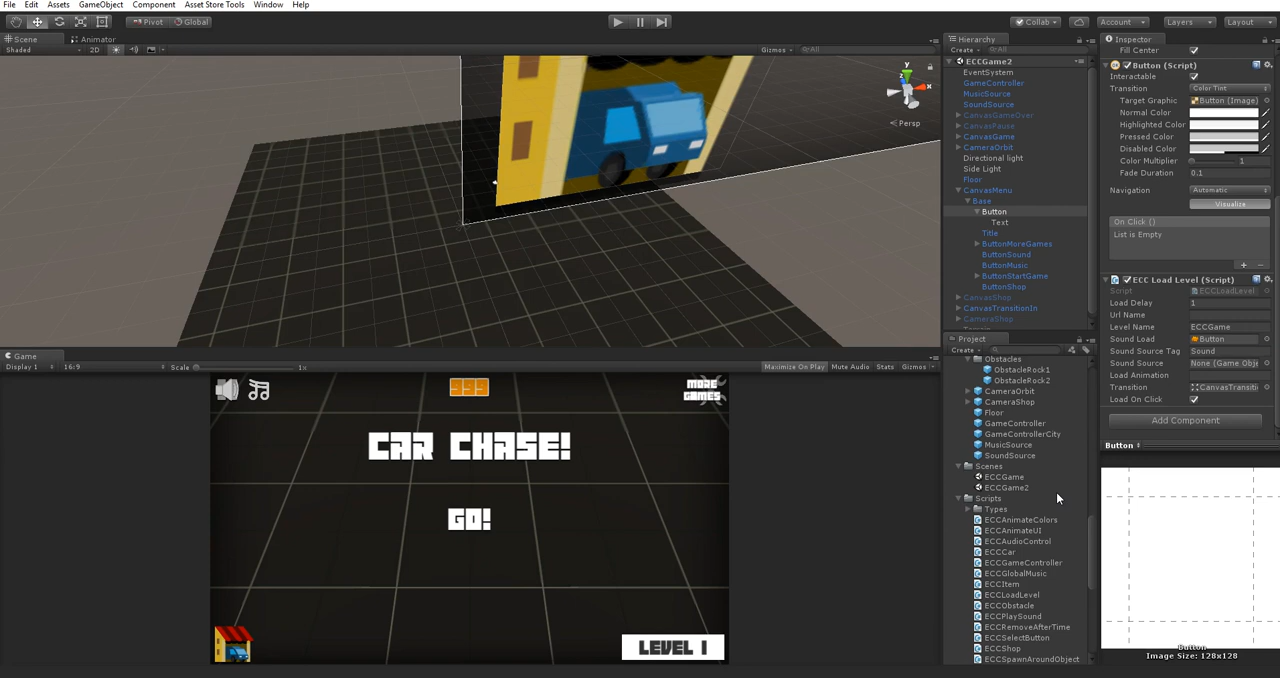 File Edit Assets GameObject Component Asset Store Tools Window Help
Pivot Global Collab Account Layers Layout
Scene Animator
Shaded 2D Gizmos All
y
x
Persp
Game
Display 1 16:9 Scale 1x Maximize On Play Mute Audio Stats Gizmos
999
MORE
GAMES
CAR CHASE!
GO!
LEVEL 1
Hierarchy
Create All
ECCGame2
EventSystem
GameController
MusicSource
SoundSource
CanvasGameOver
CanvasPause
CanvasGame
CameraOrbit
Directional light
Side Light
Floor
CanvasMenu
Base
Button
Text
Title
ButtonMoreGames
ButtonSound
ButtonMusic
ButtonStartGame
ButtonShop
CanvasShop
CanvasTransitionIn
CameraShop
Project
Create
Obstacles
ObstacleRock1
ObstacleRock2
CameraOrbit
CameraShop
Floor
GameController
GameControllerCity
MusicSource
SoundSource
Scenes
ECCGame
ECCGame2
Scripts
Types
ECCAnimateColors
ECCAnimateUI
ECCAudioControl
ECCCar
ECCGameController
ECCGlobalMusic
ECCItem
ECCLoadLevel
ECCObstacle
ECCPlaySound
ECCRemoveAfterTime
ECCSelectButton
ECCShop
ECCSpawnAroundObject
Inspector
Fill Center
Button (Script)
Interactable
Transition Color Tint
Target Graphic Button (Image)
Normal Color
Highlighted Color
Pressed Color
Disabled Color
Color Multiplier 1
Fade Duration 0.1
Navigation Automatic
Visualize
On Click ()
List is Empty
ECC Load Level (Script)
Script ECCLoadLevel
Load Delay 1
Url Name
Level Name ECCGame
Sound Load Button
Sound Source Tag Sound
Sound Source None (Game Obje
Load Animation
Transition CanvasTransiti
Load On Click
Add Component
Button
Button
Image Size: 128x128